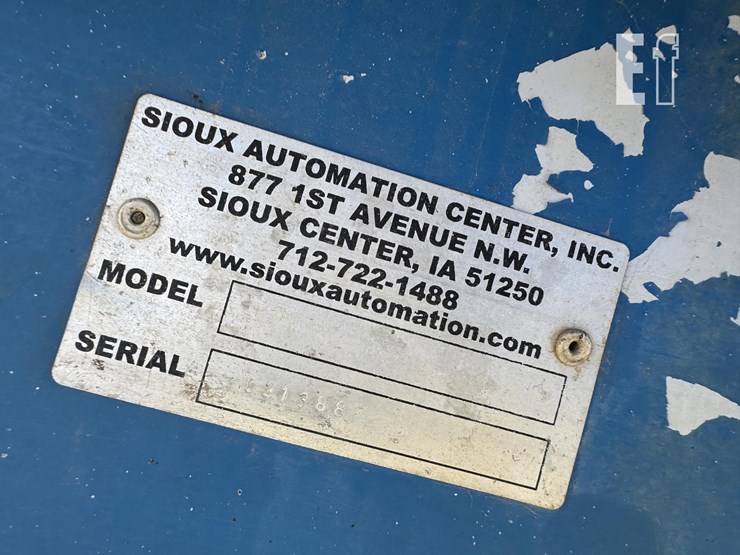 Ef
SIOUX AUTOMATION CENTER, INC.
877 1ST AVENUE N.W.
SIOUX CENTER, IA 51250
712-722-1488
www.siouxautomation.com
MODEL
SERIAL